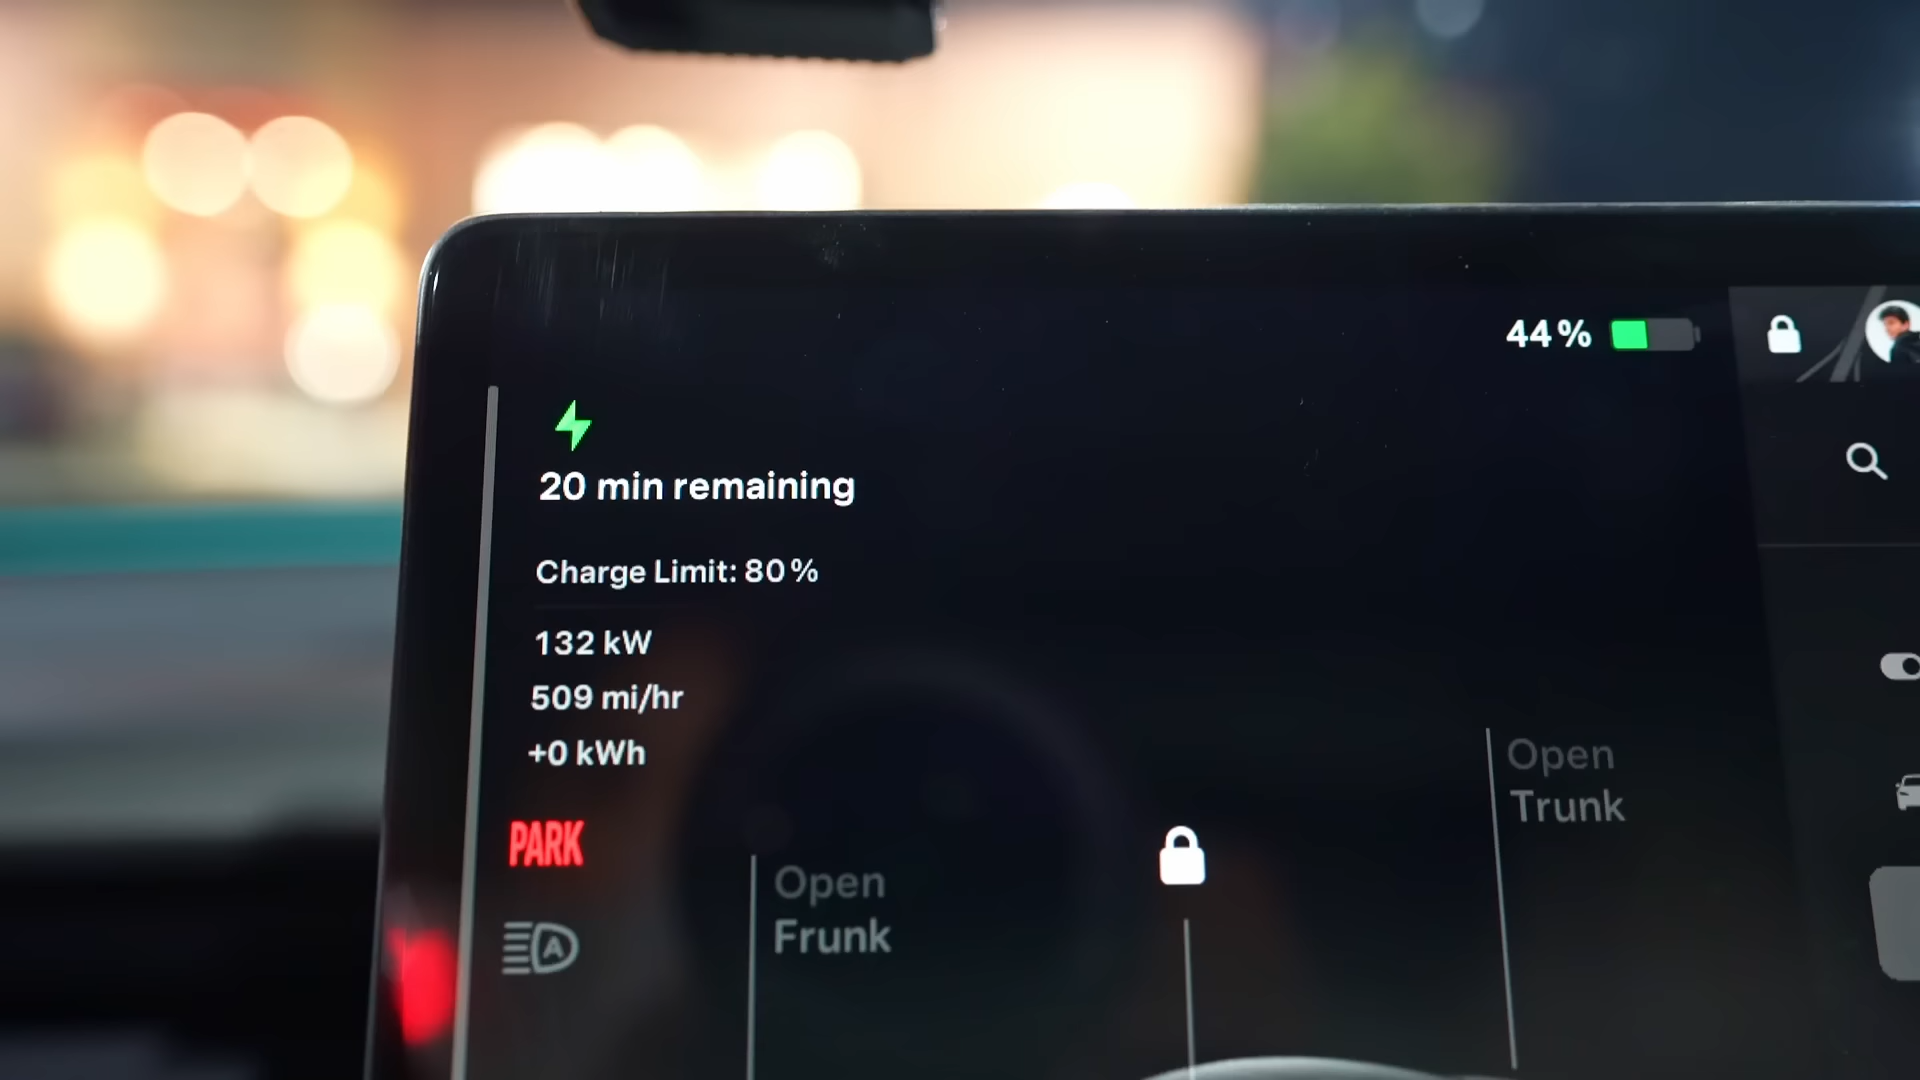 44%
20 min remaining
Charge Limit: 80%
132 kW
509 mi/hr
+0 kWh
PARK
A
Open
Frunk
Open
Trunk